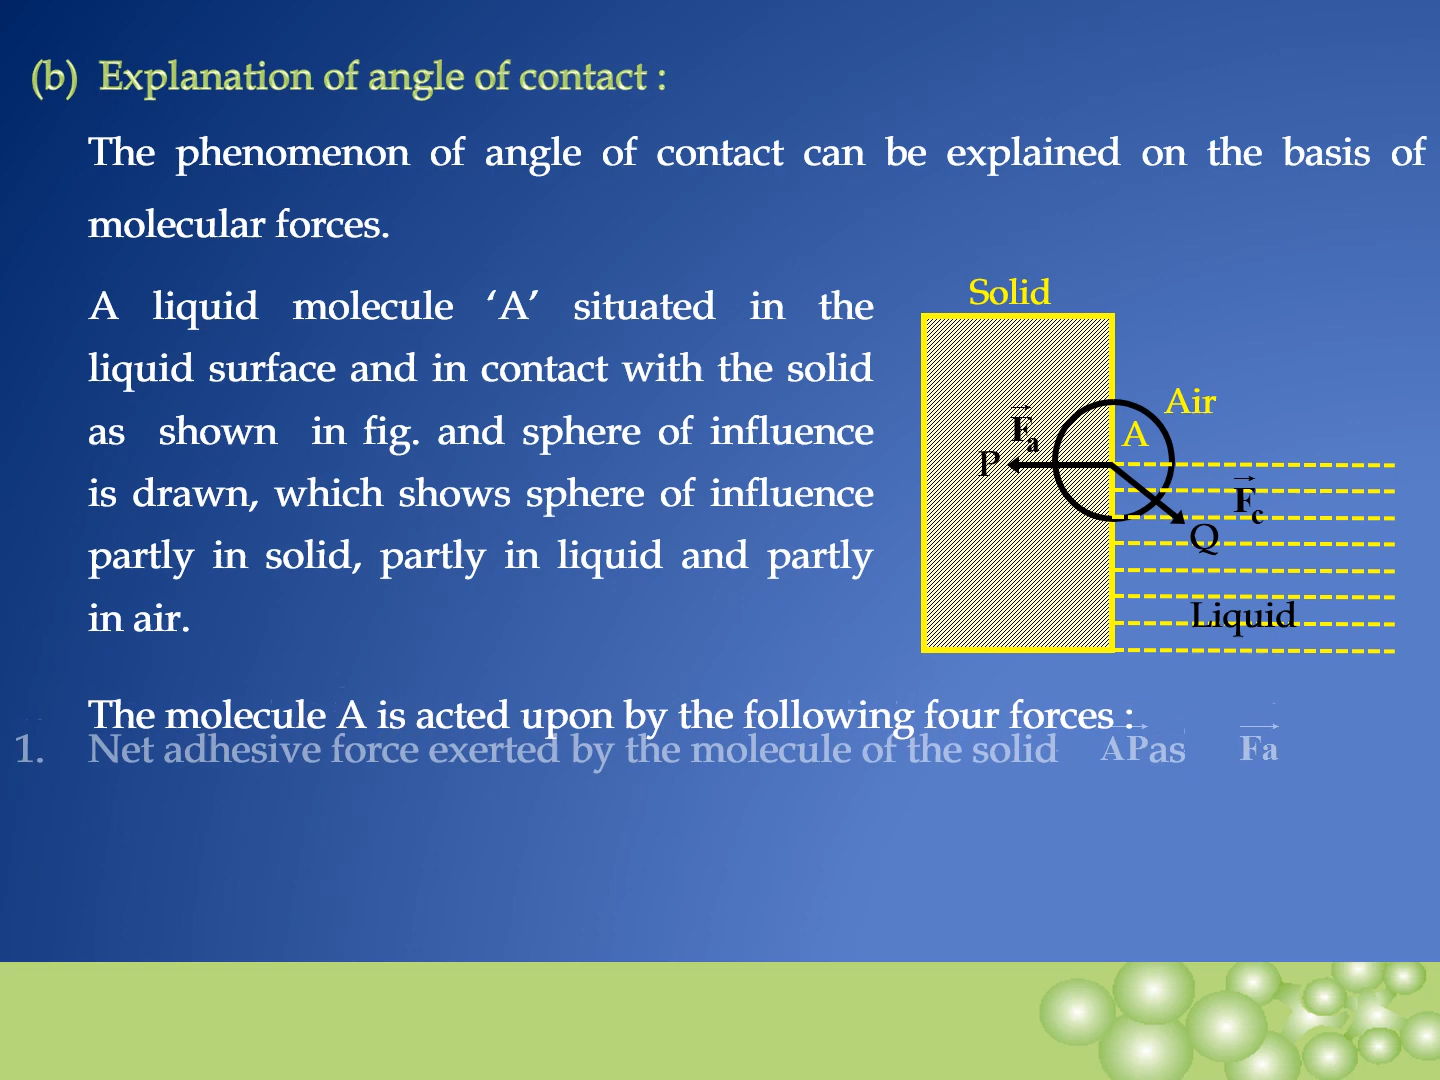 (b) Explanation of angle of contact :
The phenomenon of angle of contact can be explained on the basis of
molecular forces.
A liquid molecule ‘A’ situated in the
liquid surface and in contact with the solid
as shown in fig. and sphere of influence
is drawn, which shows sphere of influence
partly in solid, partly in liquid and partly
in air.
Solid
Air
Fa
A
P
Fc
Q
Liquid
The molecule A is acted upon by the following four forces :
1. Net adhesive force exerted by the molecule of the solid APas Fa